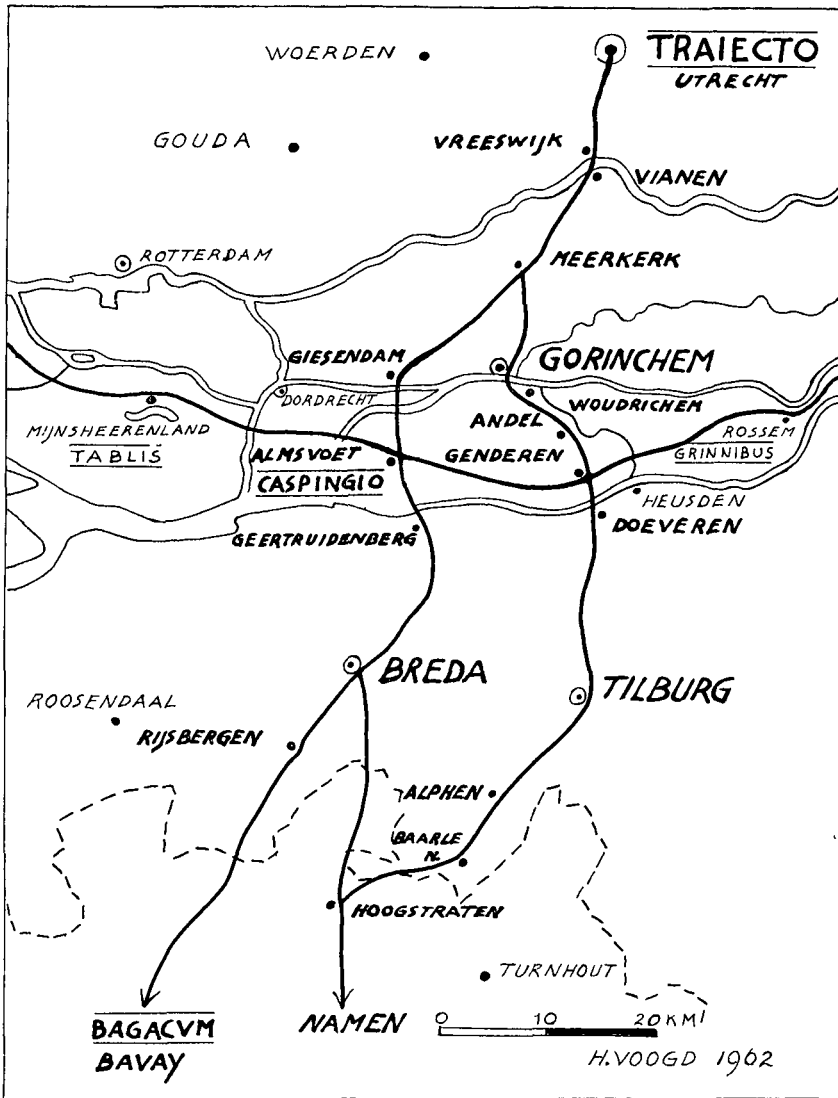 WOERDEN
TRAIECTO
UTRECHT
GOUDA
VREESWIJK
VIANEN
ROTTERDAM
MEERKERK
GIESENDAM
GORINCHEM
DORDRECHT
WOUDRICHEM
MIJNSHEERENLAND
TABLIS
ANDEL
ROSSEM
GRINNIBUS
ALMSVOET
CASPINGIO
GENDEREN
HEUSDEN
DOEVEREN
GEERTRUIDENBERG
BREDA
TILBURG
ROOSENDAAL
RIJSBERGEN
ALPHEN
BAARLE
N.
HOOGSTRATEN
TURNHOUT
BAGACVM
BAVAY
NAMEN
0 10 20 KM
H.VOOGD 1962